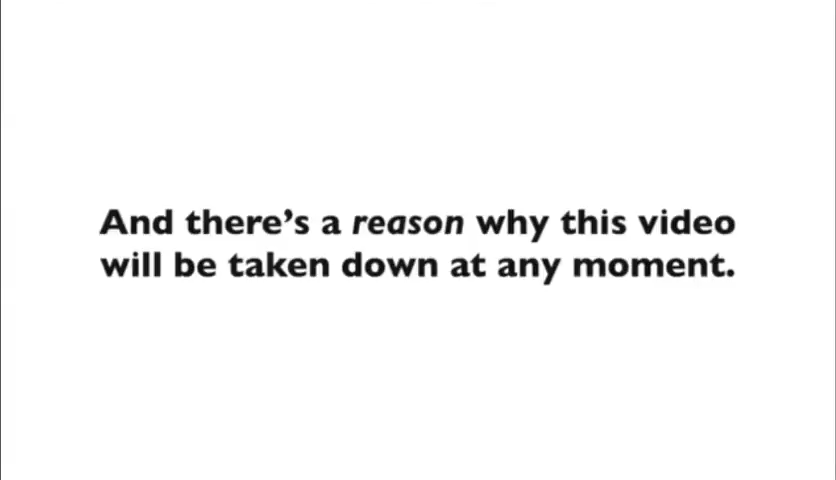 And there’s a reason why this video
will be taken down at any moment.